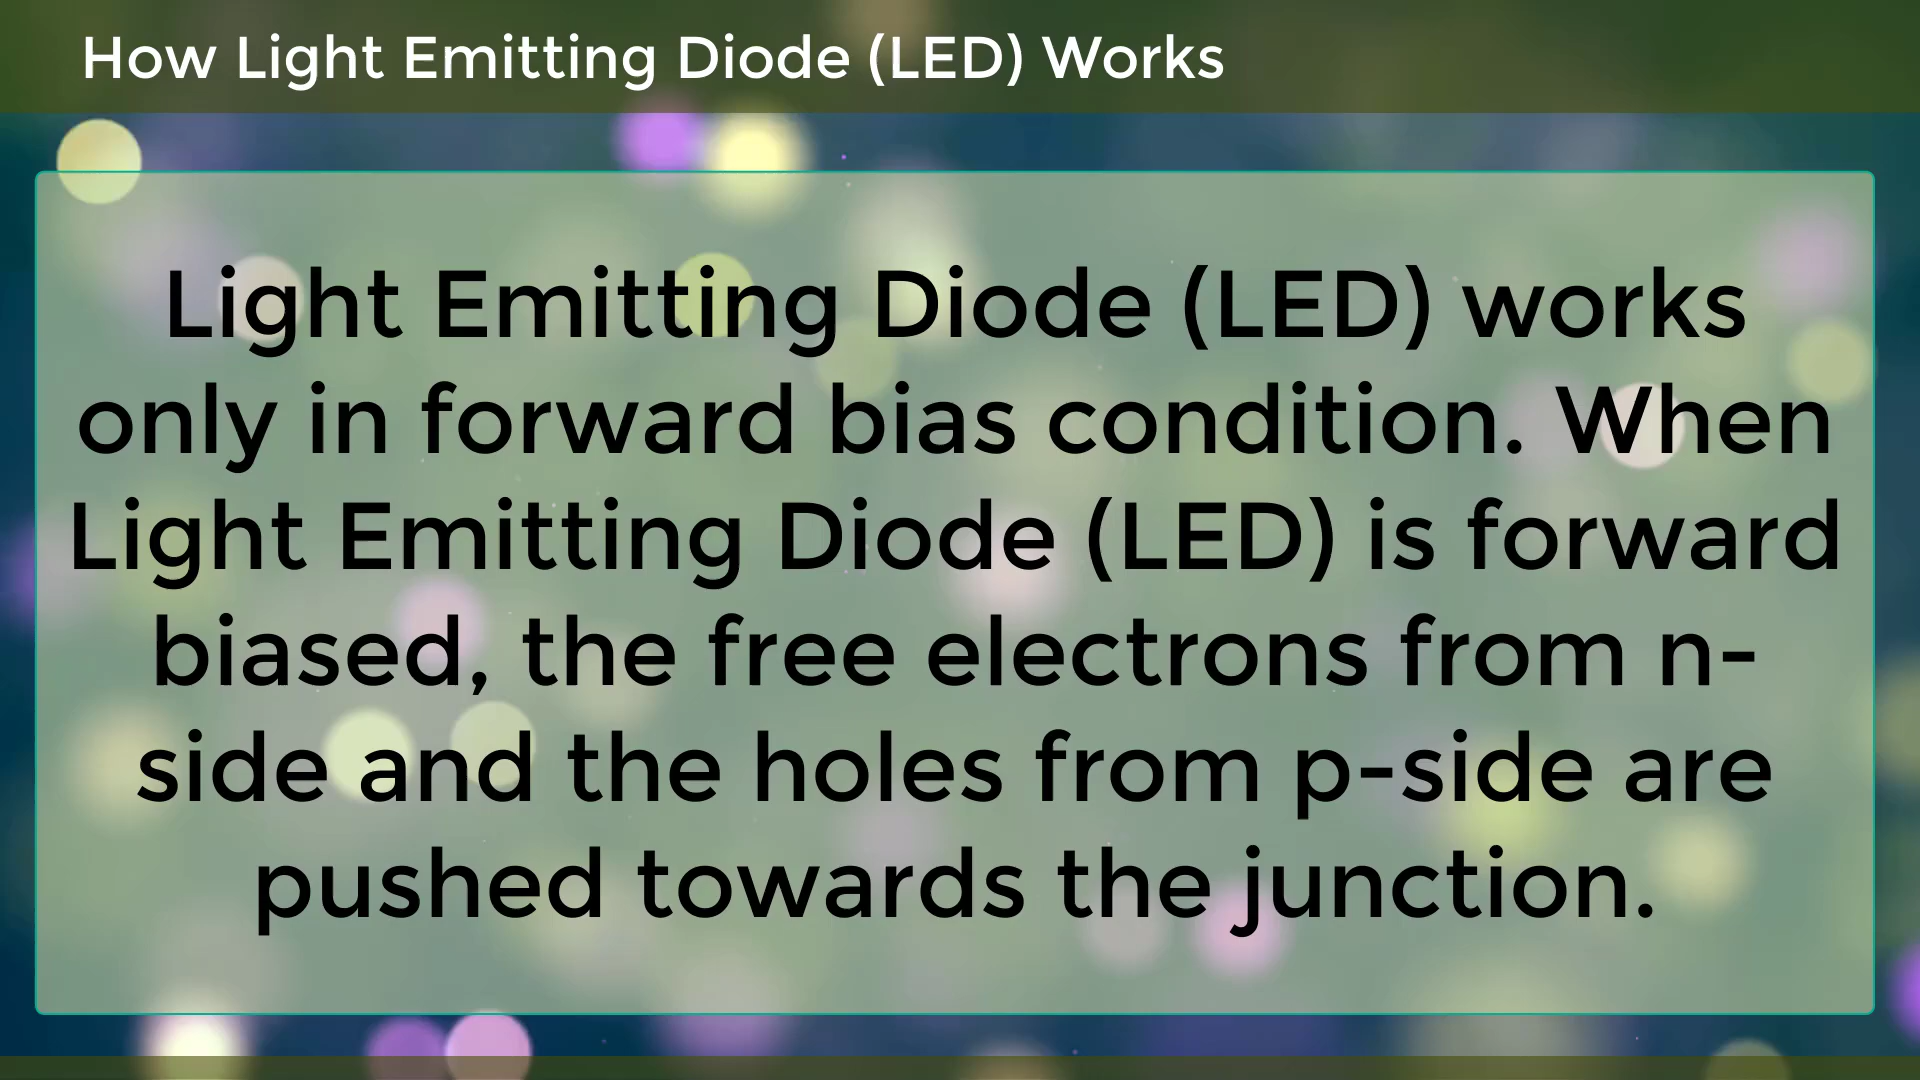 How Light Emitting Diode (LED) Works
Light Emitting Diode (LED) works
only in forward bias condition. When
Light Emitting Diode (LED) is forward
biased, the free electrons from n-
side and the holes from p-side are
pushed towards the junction.